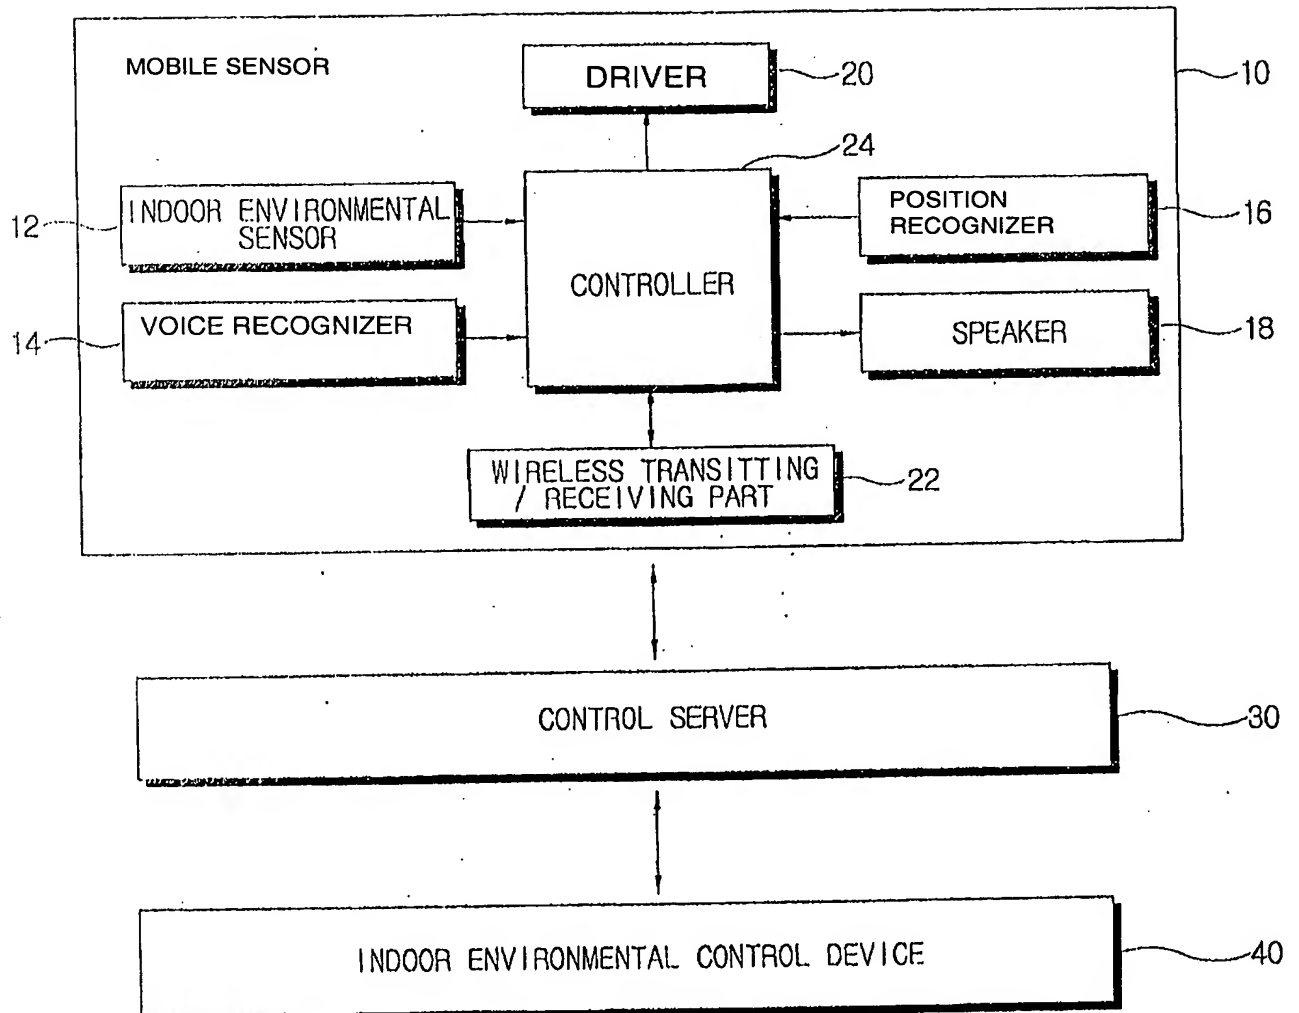 MOBILE SENSOR
DRIVER
20
10
24
12
INDOOR ENVIRONMENTAL
SENSOR
POSITION
RECOGNIZER
16
CONTROLLER
14
VOICE RECOGNIZER
SPEAKER
18
WIRELESS TRANSITTING
/ RECEIVING PART
22
CONTROL SERVER
30
INDOOR ENVIRONMENTAL CONTROL DEVICE
40